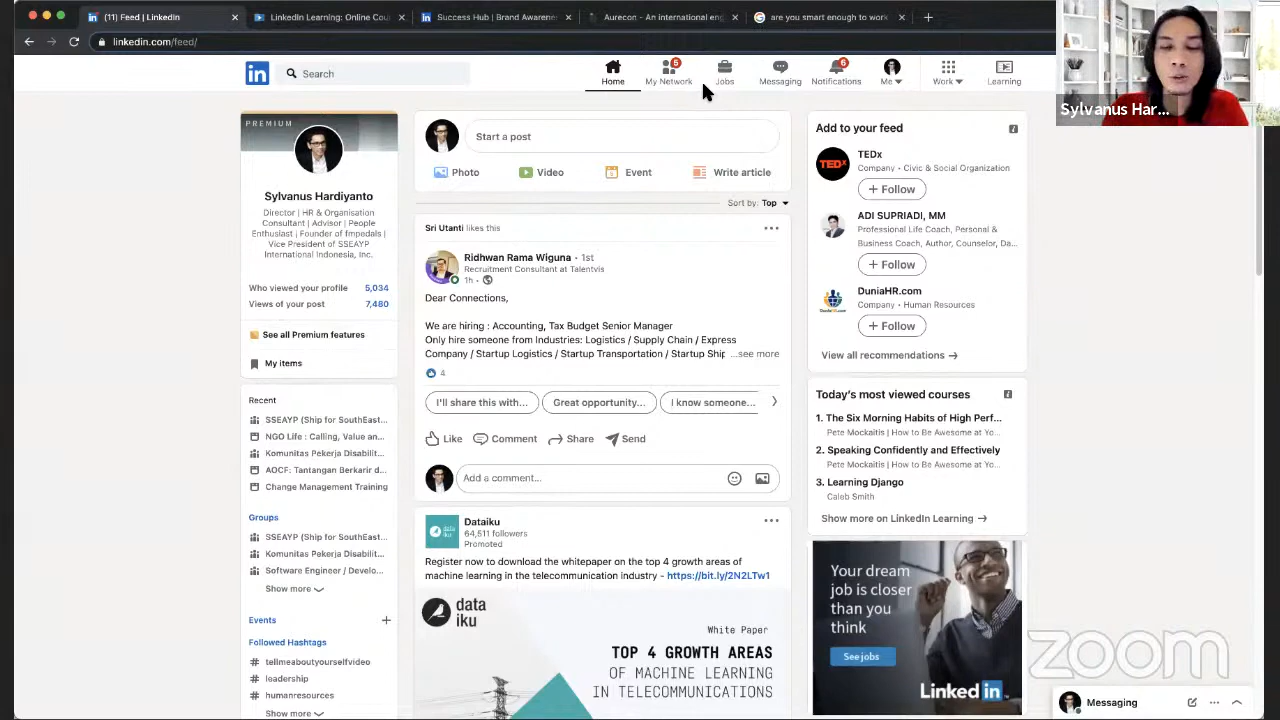 (11) Feed | LinkedIn
LinkedIn Learning: Online Cou
Success Hub | Brand Awarene
Aurecon - An international eng
are you smart enough to work
linkedin.com/feed/
Search
Home
5
My Network
Jobs
Messaging
6
Notifications
Me
Work
Learning
Sylvanus Har...
PREMIUM
Sylvanus Hardiyanto
Director | HR & Organisation
Consultant | Advisor | People
Enthusiast | Founder of fmpedals |
Vice President of SSEAYP
International Indonesia, Inc.
Who viewed your profile 5,034
Views of your post 7,480
See all Premium features
My items
Recent
SSEAYP (Ship for SouthEast...
NGO Life : Calling, Value an...
Komunitas Pekerja Disabilit...
AOCF: Tantangan Berkarir d...
Change Management Training
Groups
SSEAYP (Ship for SouthEast...
Komunitas Pekerja Disabilit...
Software Engineer / Develo...
Show more
Events
Followed Hashtags
# tellmeaboutyourselfvideo
# leadership
# humanresources
Show more
Start a post
Photo
Video
Event
Write article
Sort by: Top
Sri Utanti likes this
Ridhwan Rama Wiguna • 1st
Recruitment Consultant at Talentvis
1h •
Dear Connections,
We are hiring : Accounting, Tax Budget Senior Manager
Only hire someone from Industries: Logistics / Supply Chain / Express
Company / Startup Logistics / Startup Transportation / Startup Ship ...see more
4
I'll share this with...
Great opportunity...
I know someone...
Like
Comment
Share
Send
Add a comment...
data iku
Dataiku
64,511 followers
Promoted
Register now to download the whitepaper on the top 4 growth areas of
machine learning in the telecommunication industry - https://bit.ly/2N2LTw1
data
iku
White Paper
TOP 4 GROWTH AREAS
OF MACHINE LEARNING
IN TELECOMMUNICATIONS
Add to your feed
TEDx
TEDx
Company • Civic & Social Organization
+ Follow
ADI SUPRIADI, MM
Professional Life Coach, Personal &
Business Coach, Author, Counselor, Da...
+ Follow
DuniaHR.com
Company • Human Resources
+ Follow
View all recommendations →
Today's most viewed courses
1. The Six Morning Habits of High Perf...
Pete Mockaitis | How to Be Awesome at Yo...
2. Speaking Confidently and Effectively
Pete Mockaitis | How to Be Awesome at Yo...
3. Learning Django
Caleb Smith
Show more on LinkedIn Learning →
Your dream
job is closer
than you
think
See jobs
Linked in
zoom
Messaging